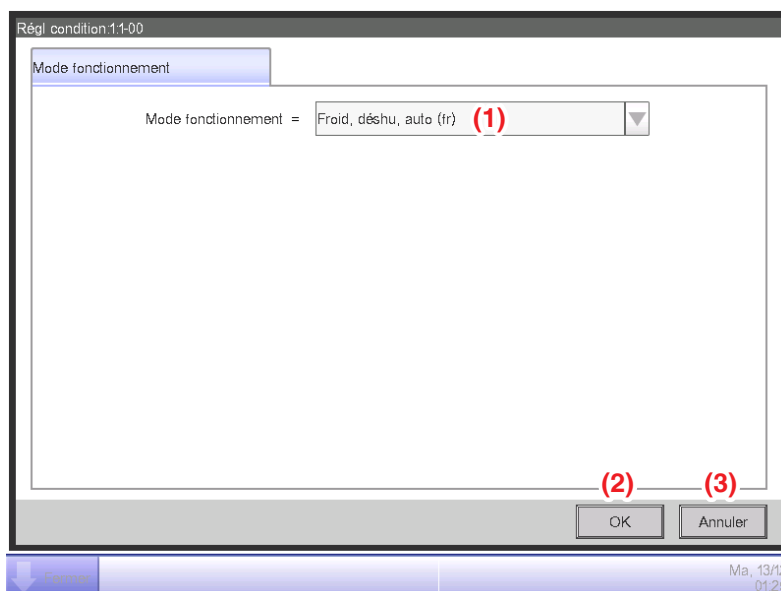 Régl condition:1:1-00
Mode fonctionnement
Mode fonctionnement = Froid, déshu, auto (fr) (1)
(2) (3)
OK Annuler
Ma, 13/12